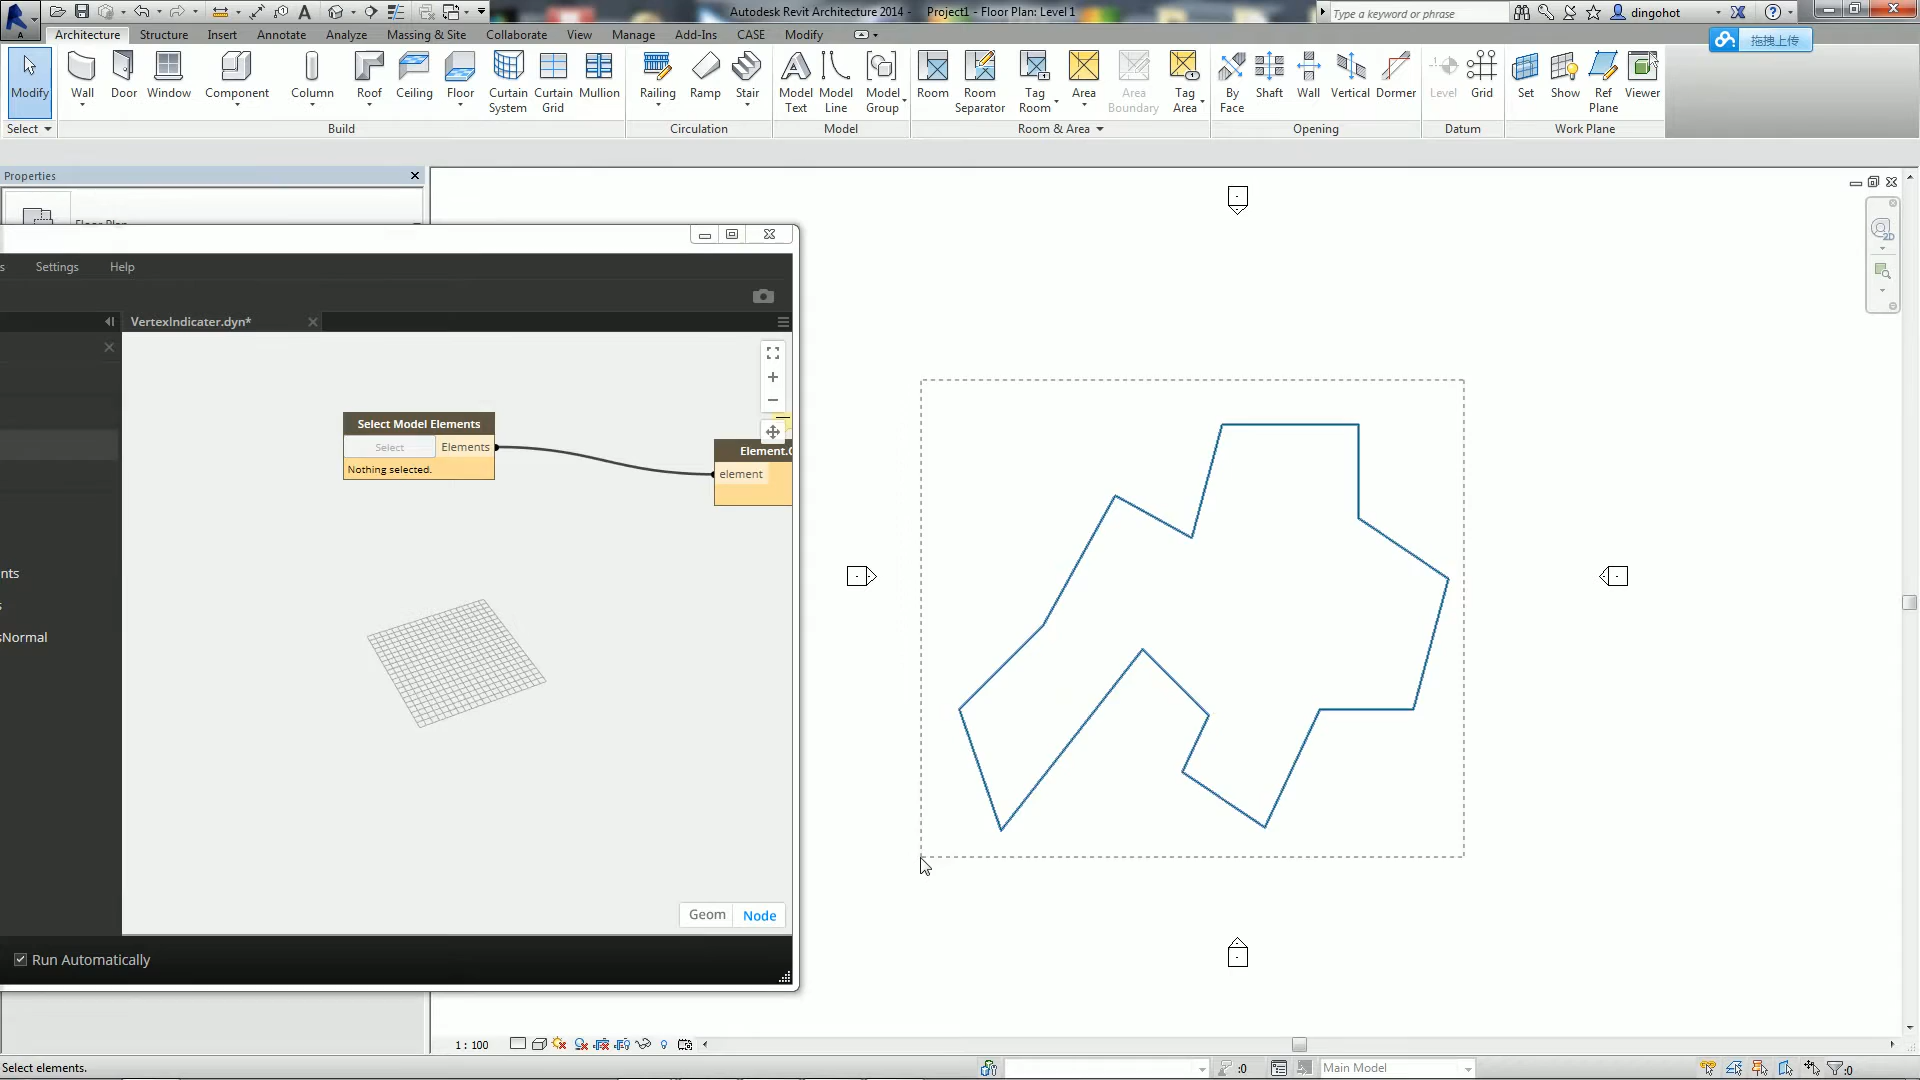 Autodesk Revit Architecture 2014 - Project1 - Floor Plan: Level 1
Type a keyword or phrase
dingohot
Architecture Structure Insert Annotate Analyze Massing & Site Collaborate View Manage Add-Ins CASE Modify
拖拽上传
Modify Wall Door Window Component Column Roof Ceiling Floor Curtain System Curtain Grid Mullion Railing Ramp Stair Model Text Model Line Model Group Room Room Separator Tag Room Area Area Boundary Tag Area By Face Shaft Wall Vertical Dormer Level Grid Set Show Ref Plane Viewer
Select Build Circulation Model Room & Area Opening Datum Work Plane
Properties
Floor Plan
s Settings Help
VertexIndicater.dyn*
Select Model Elements
Select Elements
Nothing selected.
Element.
element
nts
s
sNormal
Geom Node
Run Automatically
1 : 100
Select elements.
:0
Main Model
:0